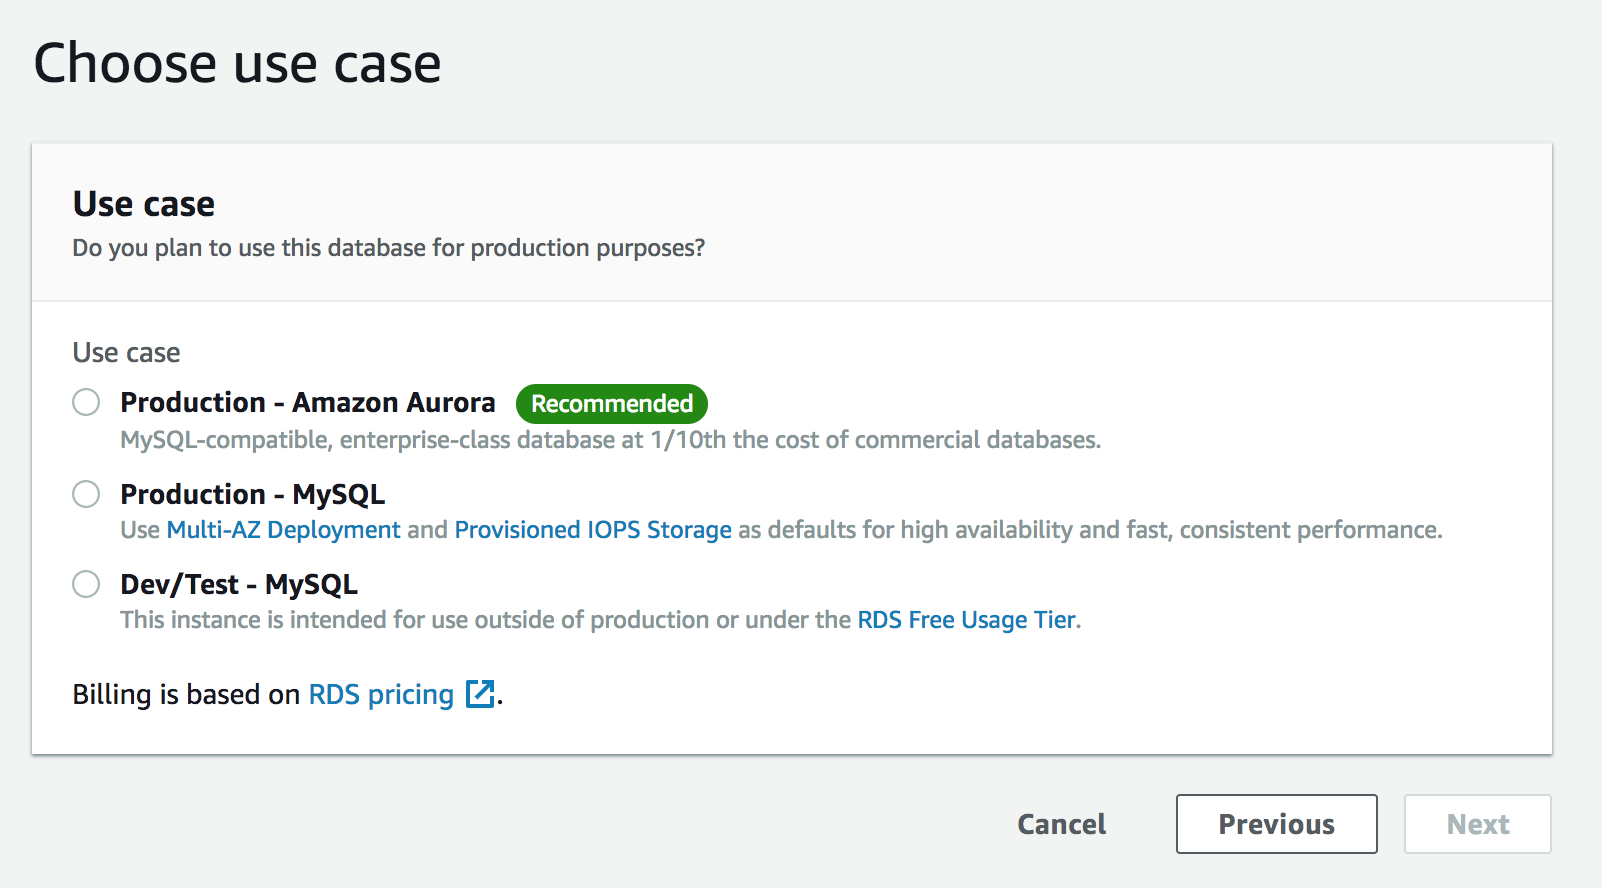 Choose use case
Use case
Do you plan to use this database for production purposes?
Use case
Production - Amazon Aurora Recommended
MySQL-compatible, enterprise-class database at 1/10th the cost of commercial databases.
Production - MySQL
Use Multi-AZ Deployment and Provisioned IOPS Storage as defaults for high availability and fast, consistent performance.
Dev/Test - MySQL
This instance is intended for use outside of production or under the RDS Free Usage Tier.
Billing is based on RDS pricing .
Cancel Previous Next